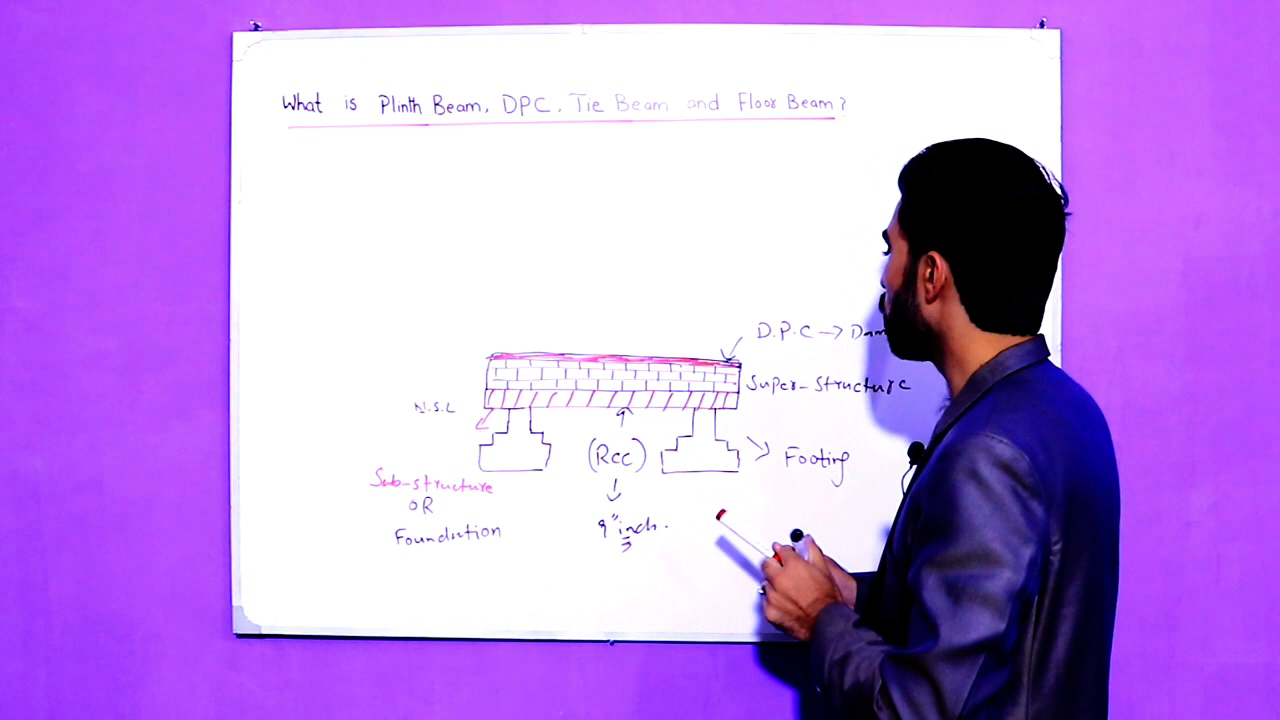 What is Plinth Beam, DPC, Tie Beam and Floor Beam?
D.P.C → Dam
Super-structure
N.S.L
(RCC)
Footing
Sub-structure
OR
Foundation
9" inch.